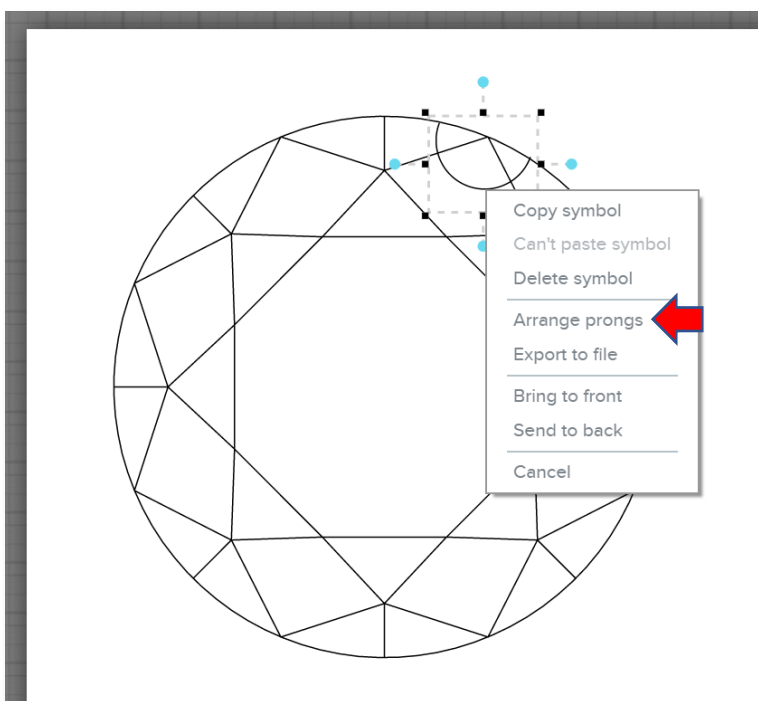 Copy symbol
Can't paste symbol
Delete symbol
Arrange prongs
Export to file
Bring to front
Send to back
Cancel